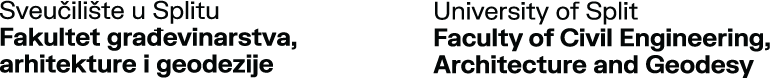 Sveučilište u Splitu
Fakultet građevinarstva,
arhitekture i geodezije
University of Split
Faculty of Civil Engineering,
Architecture and Geodesy